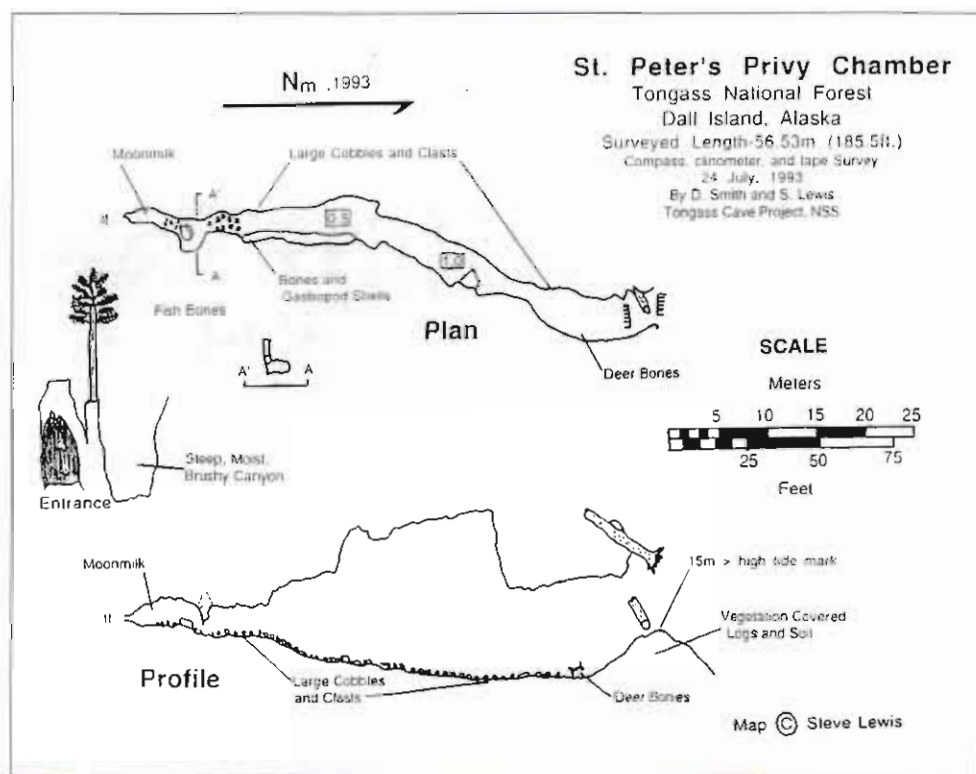 St. Peter's Privy Chamber
Tongass National Forest
Dall Island, Alaska
Surveyed Length-56.53m (185.5ft.)
Compass, clinometer, and tape Survey
24 July, 1993
By D. Smith and S. Lewis
Tongass Cave Project, NSS
Nm .1993
Moonmilk
Large Cobbles and Clasts
A'
tl
0.5
A
1.0
Bones and
Gastropod Shells
Fish Bones
Plan
Deer Bones
A' A
SCALE
Meters
5 10 15 20 25
25 50 75
Feet
Steep, Moist,
Brushy Canyon
Entrance
Moonmilk
15m > high tide mark
tl
Vegetation Covered
Logs and Soil
Profile
Large Cobbles
and Clasts
Deer Bones
Map © Steve Lewis